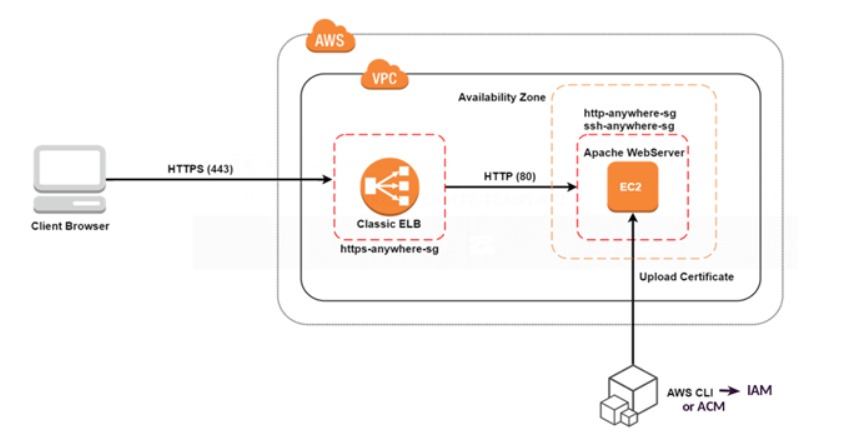 AWS
VPC
Availability Zone
http-anywhere-sg
ssh-anywhere-sg
Apache WebServer
HTTPS (443)
HTTP (80)
EC2
Client Browser
Classic ELB
https-anywhere-sg
Upload Certificate
AWS CLI
IAM
or ACM